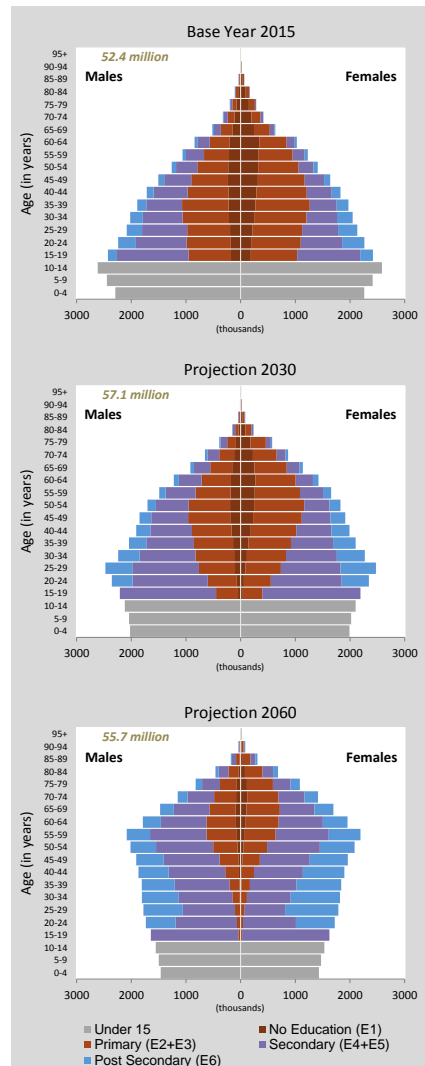 Base Year 2015
52.4 million
Males
Females
Age (in years)
95+
90-94
85-89
80-84
75-79
70-74
65-69
60-64
55-59
50-54
45-49
40-44
35-39
30-34
25-29
20-24
15-19
10-14
5-9
0-4
3000 2000 1000 0 1000 2000 3000
(thousands)
Projection 2030
57.1 million
Males
Females
Age (in years)
95+
90-94
85-89
80-84
75-79
70-74
65-69
60-64
55-59
50-54
45-49
40-44
35-39
30-34
25-29
20-24
15-19
10-14
5-9
0-4
3000 2000 1000 0 1000 2000 3000
(thousands)
Projection 2060
55.7 million
Males
Females
Age (in years)
95+
90-94
85-89
80-84
75-79
70-74
65-69
60-64
55-59
50-54
45-49
40-44
35-39
30-34
25-29
20-24
15-19
10-14
5-9
0-4
3000 2000 1000 0 1000 2000 3000
(thousands)
Under 15
No Education (E1)
Primary (E2+E3)
Secondary (E4+E5)
Post Secondary (E6)